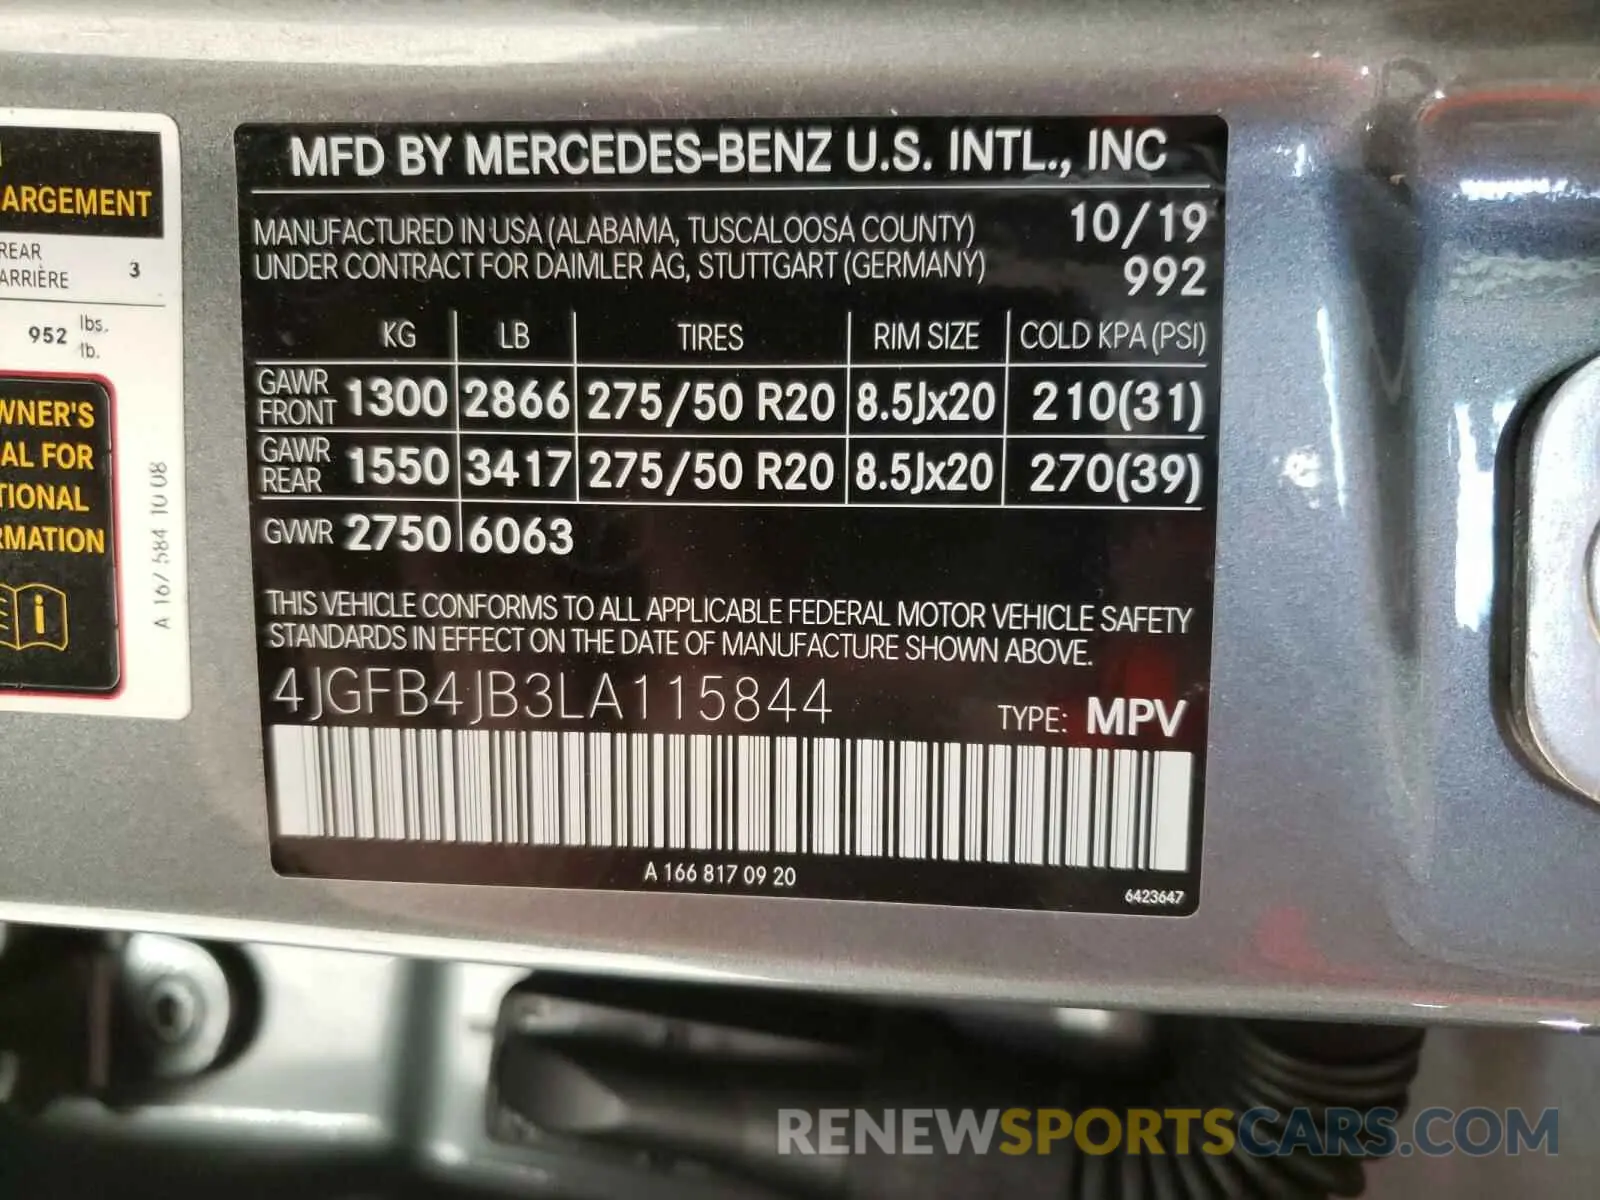 ARGEMENT
REAR
ARRIÈRE 3
952 lbs.
lb.
WNER'S
AL FOR
TIONAL
RMATION
A 167 584 10 08
MFD BY MERCEDES-BENZ U.S. INTL., INC
MANUFACTURED IN USA (ALABAMA, TUSCALOOSA COUNTY) 10/19
UNDER CONTRACT FOR DAIMLER AG, STUTTGART (GERMANY) 992
KG LB TIRES RIM SIZE COLD KPA (PSI)
GAWR FRONT 1300 2866 275/50 R20 8.5Jx20 210(31)
GAWR REAR 1550 3417 275/50 R20 8.5Jx20 270(39)
GVWR 2750 6063
THIS VEHICLE CONFORMS TO ALL APPLICABLE FEDERAL MOTOR VEHICLE SAFETY
STANDARDS IN EFFECT ON THE DATE OF MANUFACTURE SHOWN ABOVE.
4JGFB4JB3LA115844
TYPE: MPV
A 166 817 09 20
6423647
RENEWSPORTSCARS.COM